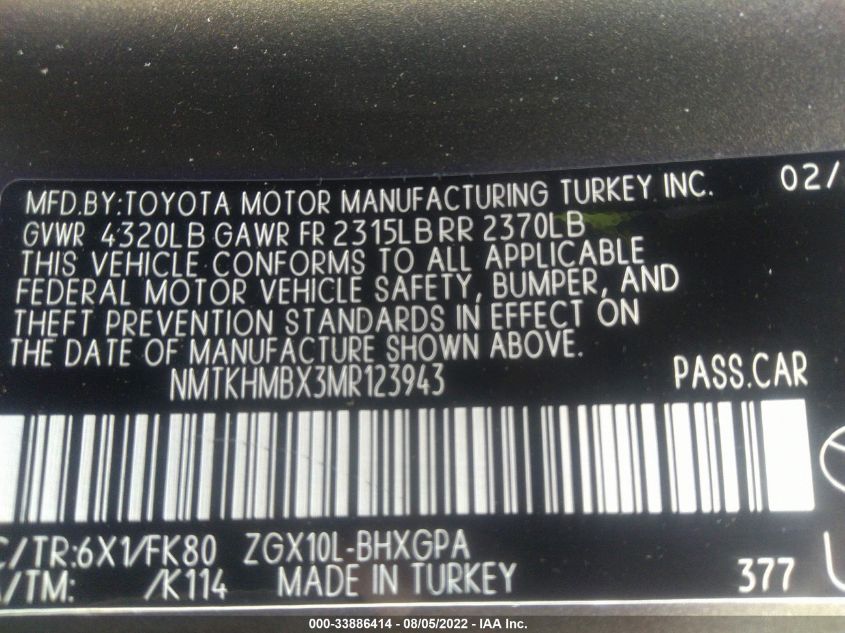 MFD.BY:TOYOTA MOTOR MANUFACTURING TURKEY INC. 02/
GVWR 4320LB GAWR FR 2315LB RR 2370LB
THIS VEHICLE CONFORMS TO ALL APPLICABLE
FEDERAL MOTOR VEHICLE SAFETY, BUMPER, AND
THEFT PREVENTION STANDARDS IN EFFECT ON
THE DATE OF MANUFACTURE SHOWN ABOVE.
NMTKHMBX3MR123943 PASS.CAR
C/TR:6X1/FK80 ZGX10L-BHXGPA
A/TM: /K114 MADE IN TURKEY 377
000-33886414 - 08/05/2022 - IAA Inc.